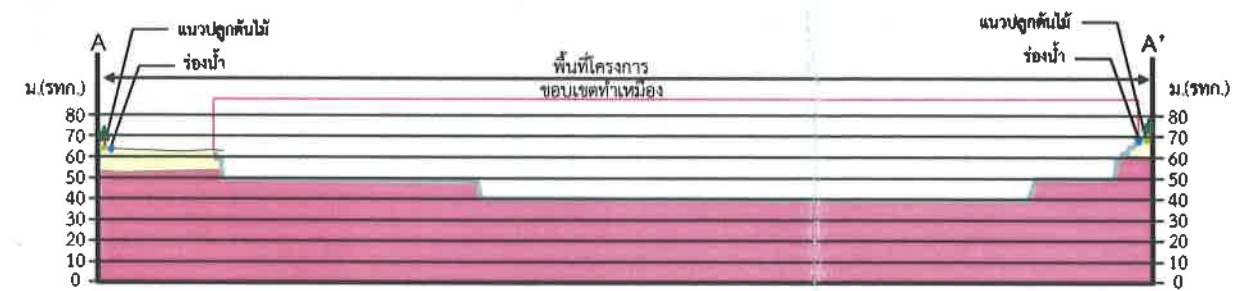 A
แนวปลูกต้นไม้
ร่องน้ำ
แนวปลูกต้นไม้
ร่องน้ำ
A'
พื้นที่โครงการ
ขอบเขตทำเหมือง
ม.(รทก.)
80
70
60
50
40
30
20
10
0
ม.(รทก.)
80
70
60
50
40
30
20
10
0